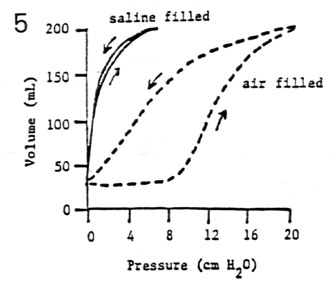 5
saline filled
200
150
air filled
100
50
0
Volume (mL)
0 4 8 12 16 20
Pressure (cm H₂O)